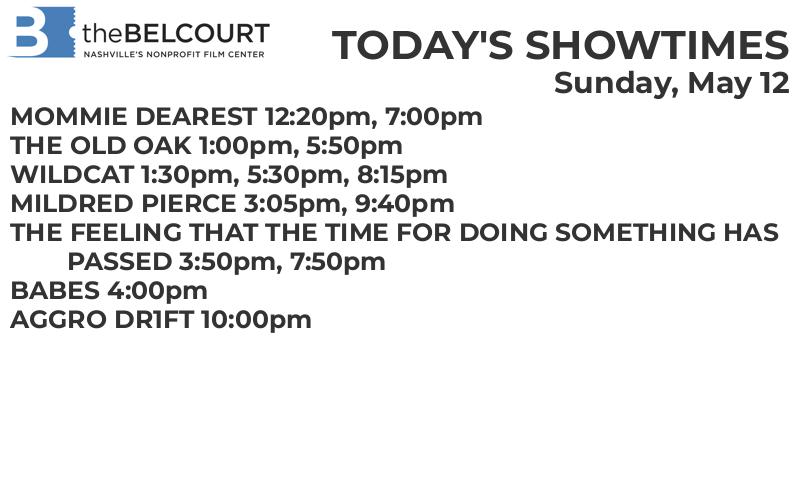 B theBELCOURT
NASHVILLE'S NONPROFIT FILM CENTER
TODAY'S SHOWTIMES
Sunday, May 12
MOMMIE DEAREST 12:20pm, 7:00pm
THE OLD OAK 1:00pm, 5:50pm
WILDCAT 1:30pm, 5:30pm, 8:15pm
MILDRED PIERCE 3:05pm, 9:40pm
THE FEELING THAT THE TIME FOR DOING SOMETHING HAS
PASSED 3:50pm, 7:50pm
BABES 4:00pm
AGGRO DR1FT 10:00pm